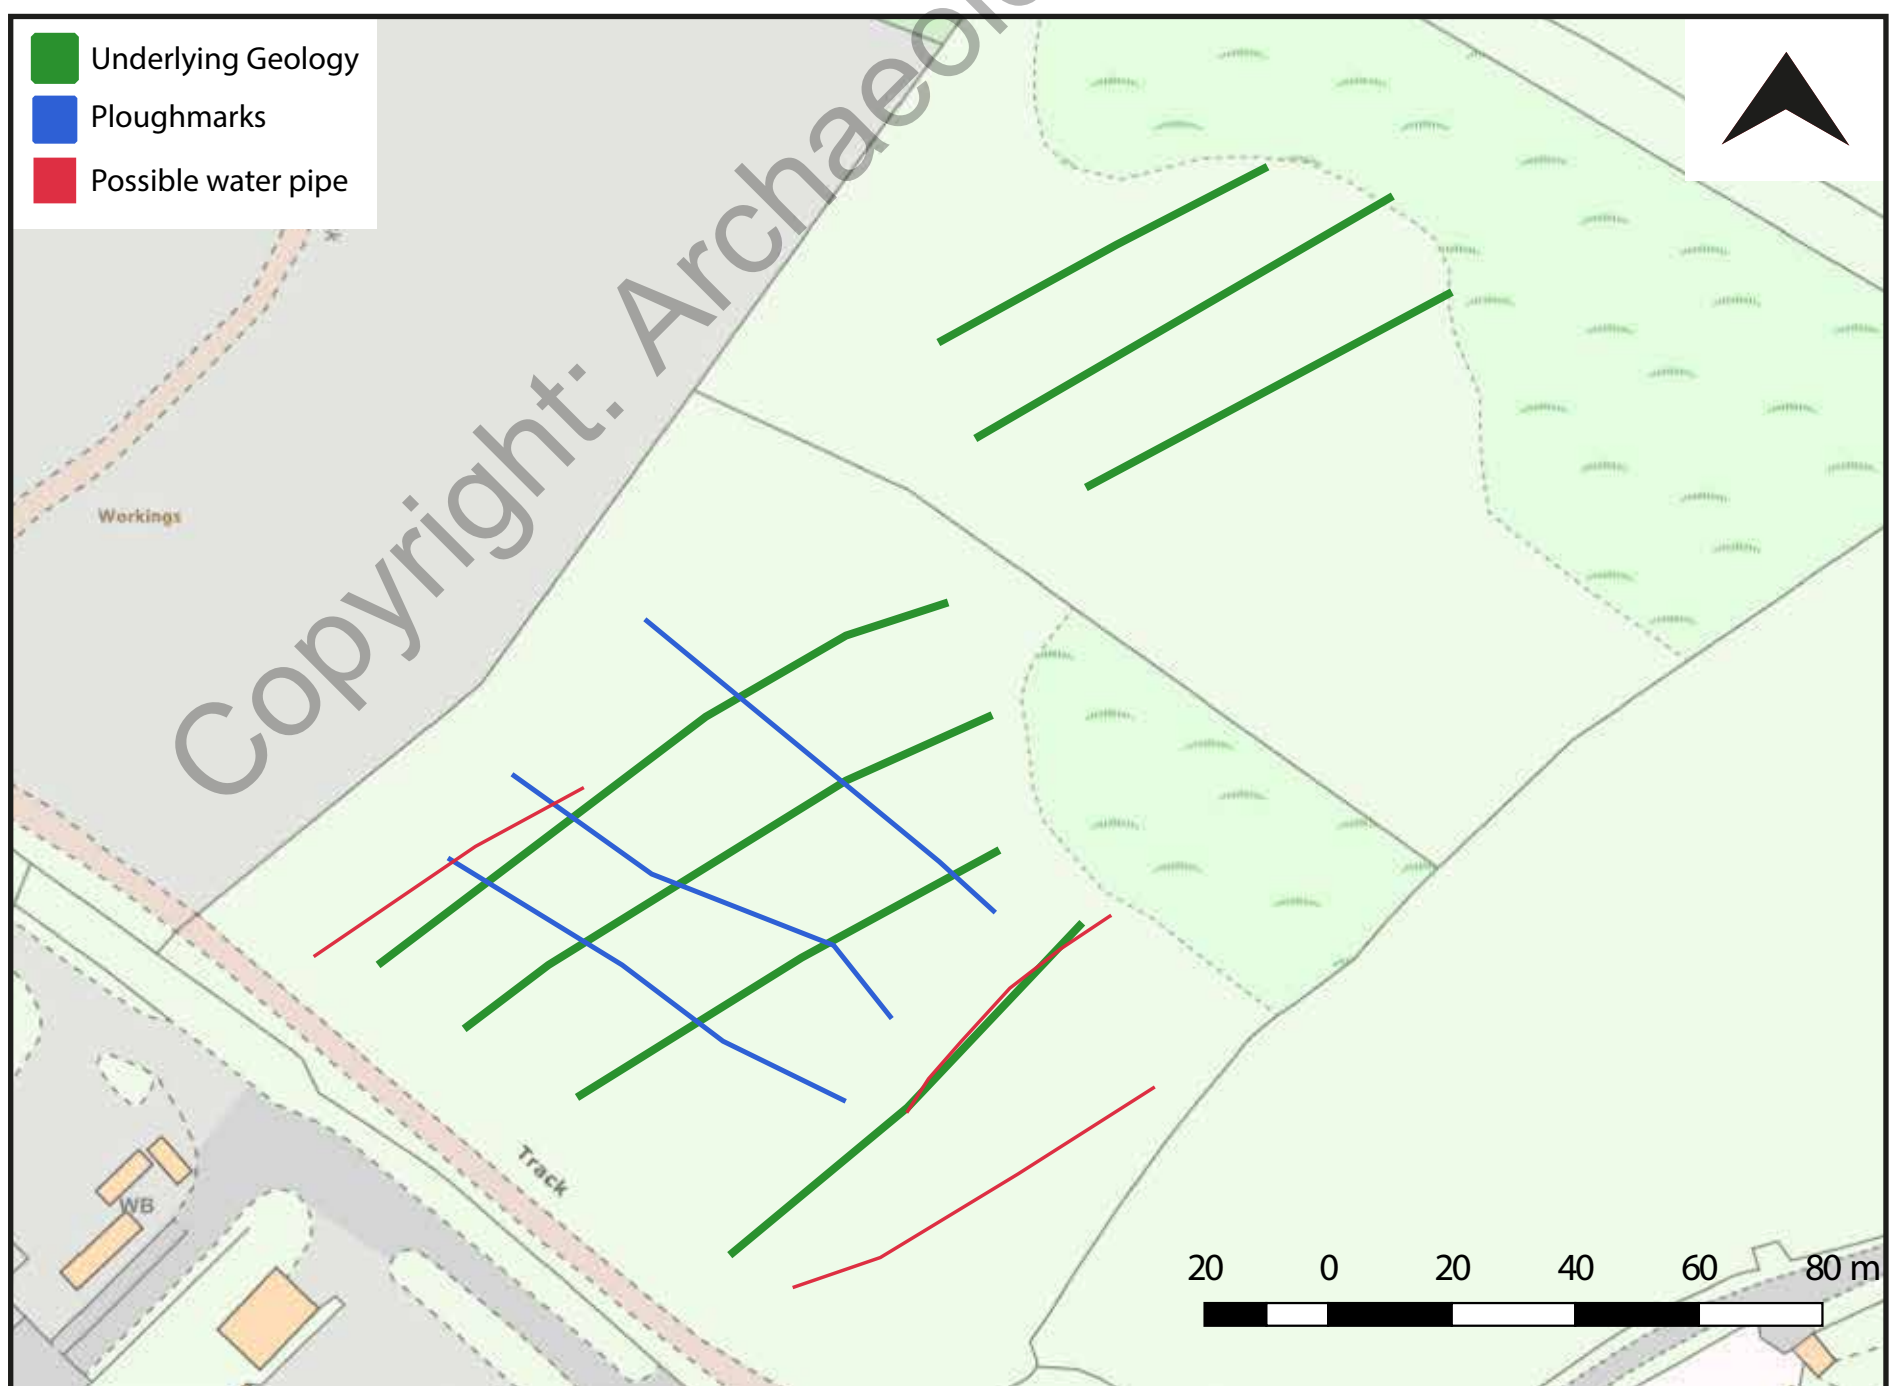 Underlying Geology
Ploughmarks
Possible water pipe
Copyright: Archaeol
Workings
Track
WB
20 0 20 40 60 80 m